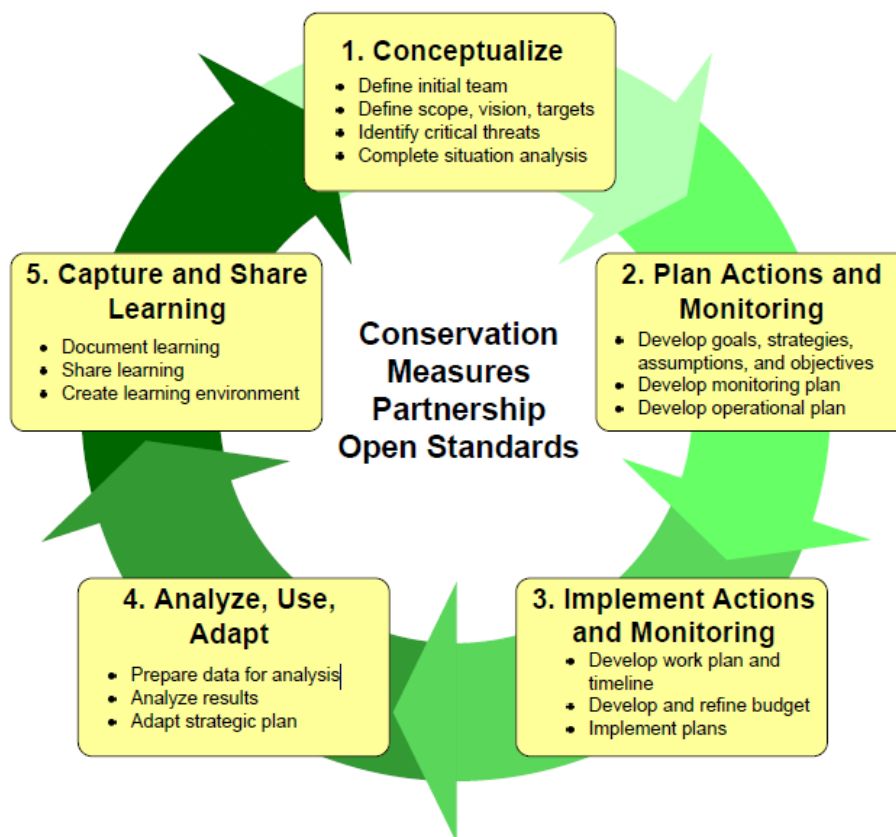 1. Conceptualize
• Define initial team
• Define scope, vision, targets
• Identify critical threats
• Complete situation analysis
2. Plan Actions and
Monitoring
• Develop goals, strategies,
assumptions, and objectives
• Develop monitoring plan
• Develop operational plan
3. Implement Actions
and Monitoring
• Develop work plan and
timeline
• Develop and refine budget
• Implement plans
4. Analyze, Use,
Adapt
• Prepare data for analysis
• Analyze results
• Adapt strategic plan
5. Capture and Share
Learning
• Document learning
• Share learning
• Create learning environment
Conservation
Measures
Partnership
Open Standards